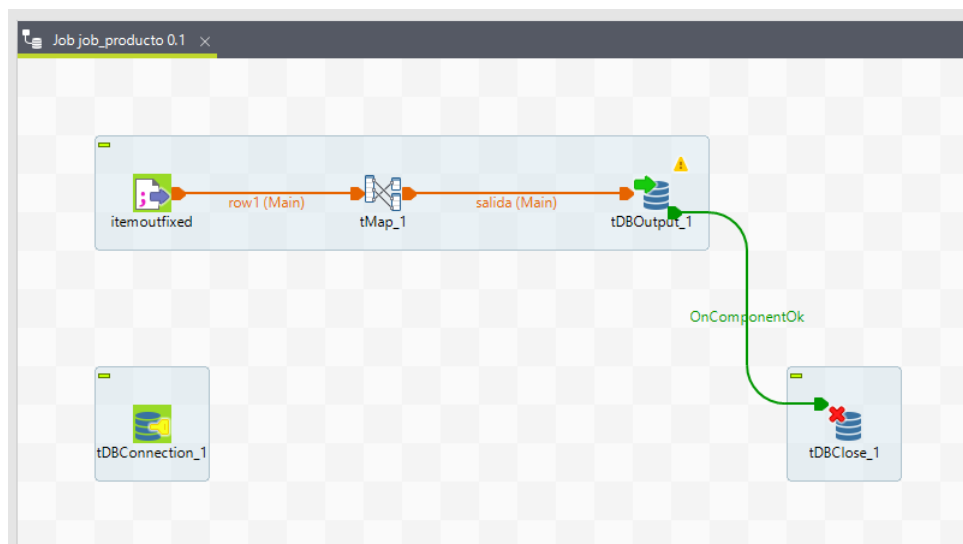 Job job_producto 0.1
row1 (Main)
salida (Main)
itemoutfixed
tMap_1
tDBOutput_1
OnComponentOk
tDBConnection_1
tDBClose_1